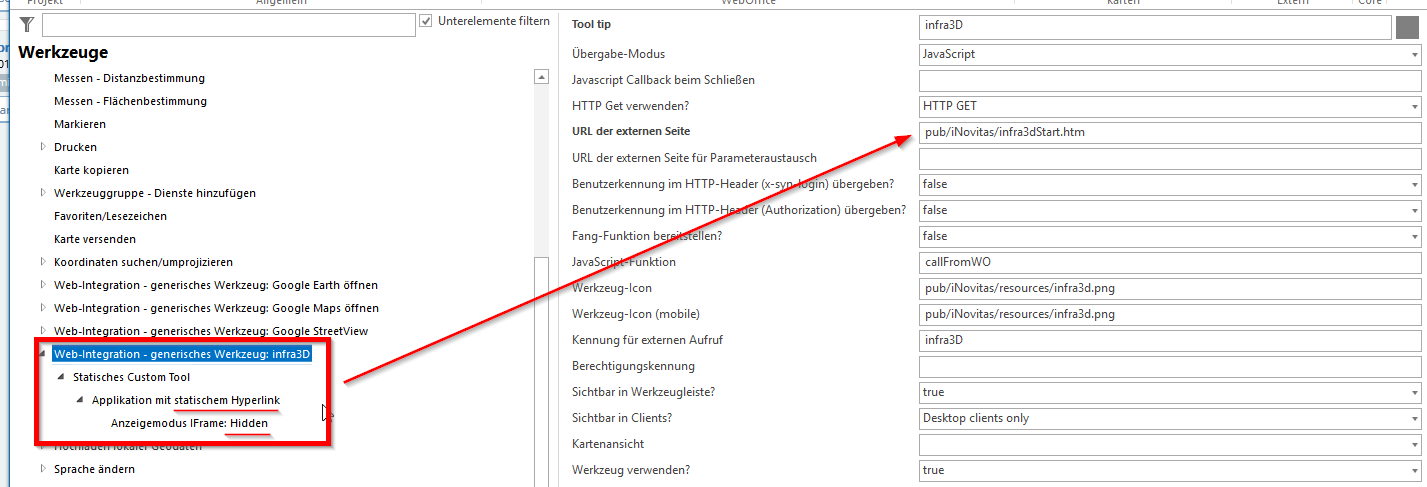 Projekt
Allgemein
WebOffice
Karten
Extern
Core
Unterelemente filtern
Werkzeuge
Messen - Distanzbestimmung
Messen - Flächenbestimmung
Markieren
Drucken
Karte kopieren
Werkzeuggruppe - Dienste hinzufügen
Favoriten/Lesezeichen
Karte versenden
Koordinaten suchen/umprojizieren
Web-Integration - generisches Werkzeug: Google Earth öffnen
Web-Integration - generisches Werkzeug: Google Maps öffnen
Web-Integration - generisches Werkzeug: Google StreetView
Web-Integration - generisches Werkzeug: infra3D
Statisches Custom Tool
Applikation mit statischem Hyperlink
Anzeigemodus IFrame: Hidden
Hochladen lokaler Geodaten
Sprache ändern
Tool tip infra3D
Übergabe-Modus JavaScript
Javascript Callback beim Schließen
HTTP Get verwenden? HTTP GET
URL der externen Seite pub/iNovitas/infra3dStart.htm
URL der externen Seite für Parameteraustausch
Benutzerkennung im HTTP-Header (x-syn-login) übergeben? false
Benutzerkennung im HTTP-Header (Authorization) übergeben? false
Fang-Funktion bereitstellen? false
JavaScript-Funktion callFromWO
Werkzeug-Icon pub/iNovitas/resources/infra3d.png
Werkzeug-Icon (mobile) pub/iNovitas/resources/infra3d.png
Kennung für externen Aufruf infra3D
Berechtigungskennung
Sichtbar in Werkzeugleiste? true
Sichtbar in Clients? Desktop clients only
Kartenansicht
Werkzeug verwenden? true